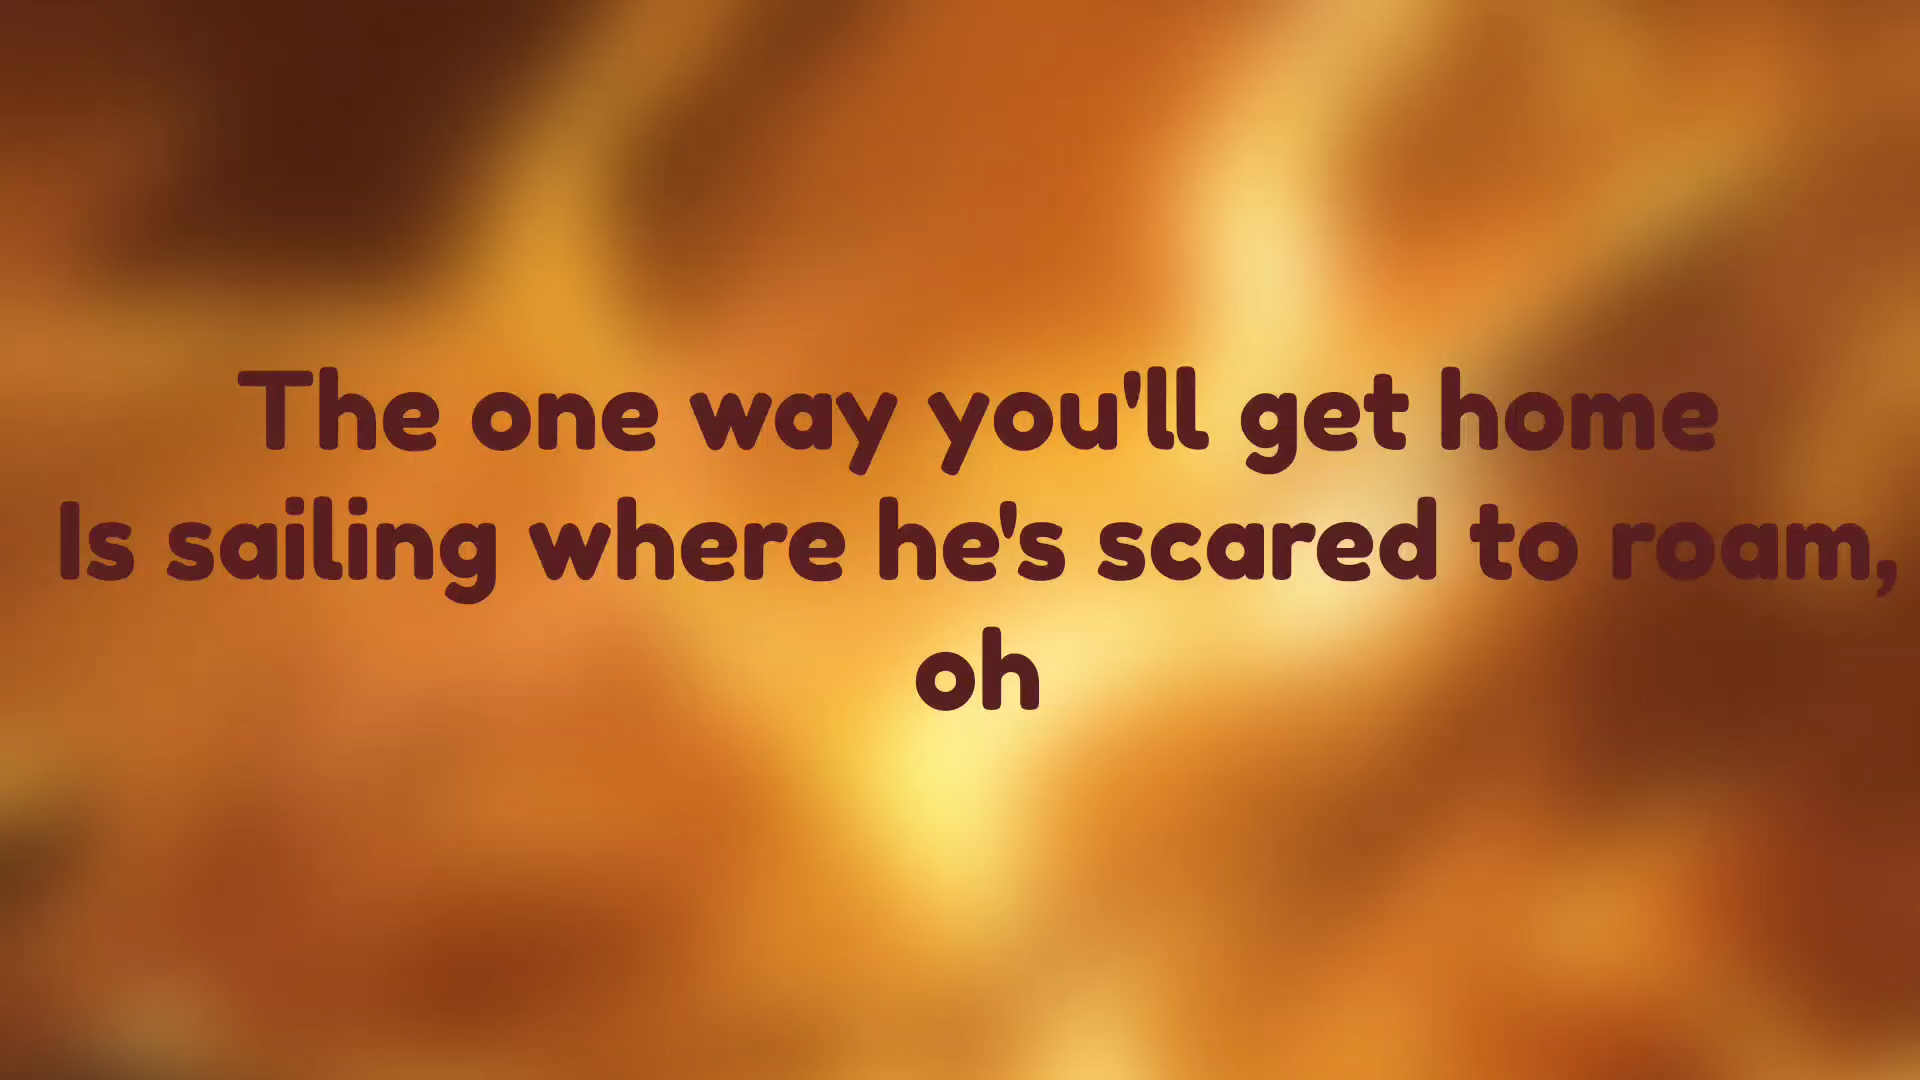 The one way you'll get home
Is sailing where he's scared to roam,
oh